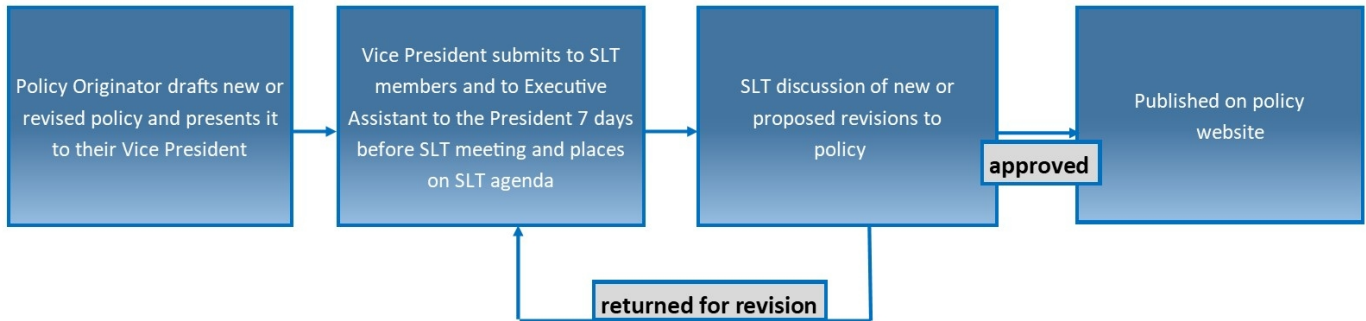 Policy Originator drafts new or
revised policy and presents it
to their Vice President
Vice President submits to SLT
members and to Executive
Assistant to the President 7 days
before SLT meeting and places
on SLT agenda
SLT discussion of new or
proposed revisions to
policy
approved
Published on policy
website
returned for revision